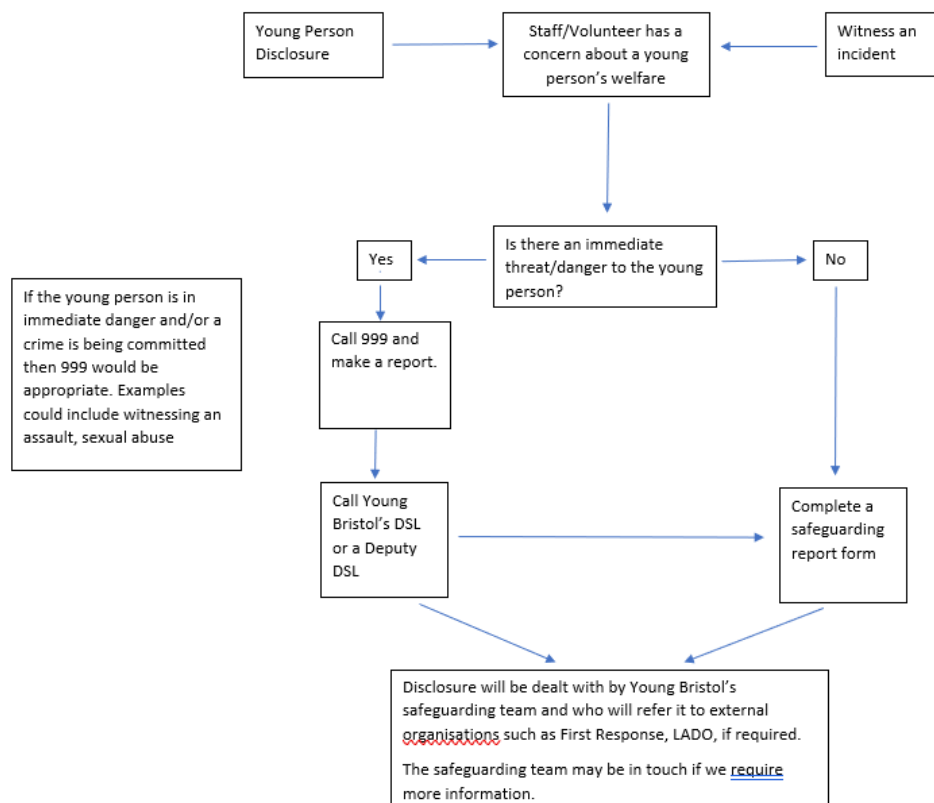 Young Person
Disclosure
Staff/Volunteer has a
concern about a young
person's welfare
Witness an
incident
Is there an immediate
threat/danger to the young
person?
Yes
No
If the young person is in
immediate danger and/or a
crime is being committed
then 999 would be
appropriate. Examples
could include witnessing an
assault, sexual abuse
Call 999 and
make a report.
Call Young
Bristol's DSL
or a Deputy
DSL
Complete a
safeguarding
report form
Disclosure will be dealt with by Young Bristol's
safeguarding team and who will refer it to external
organisations such as First Response, LADO, if required.
The safeguarding team may be in touch if we require
more information.